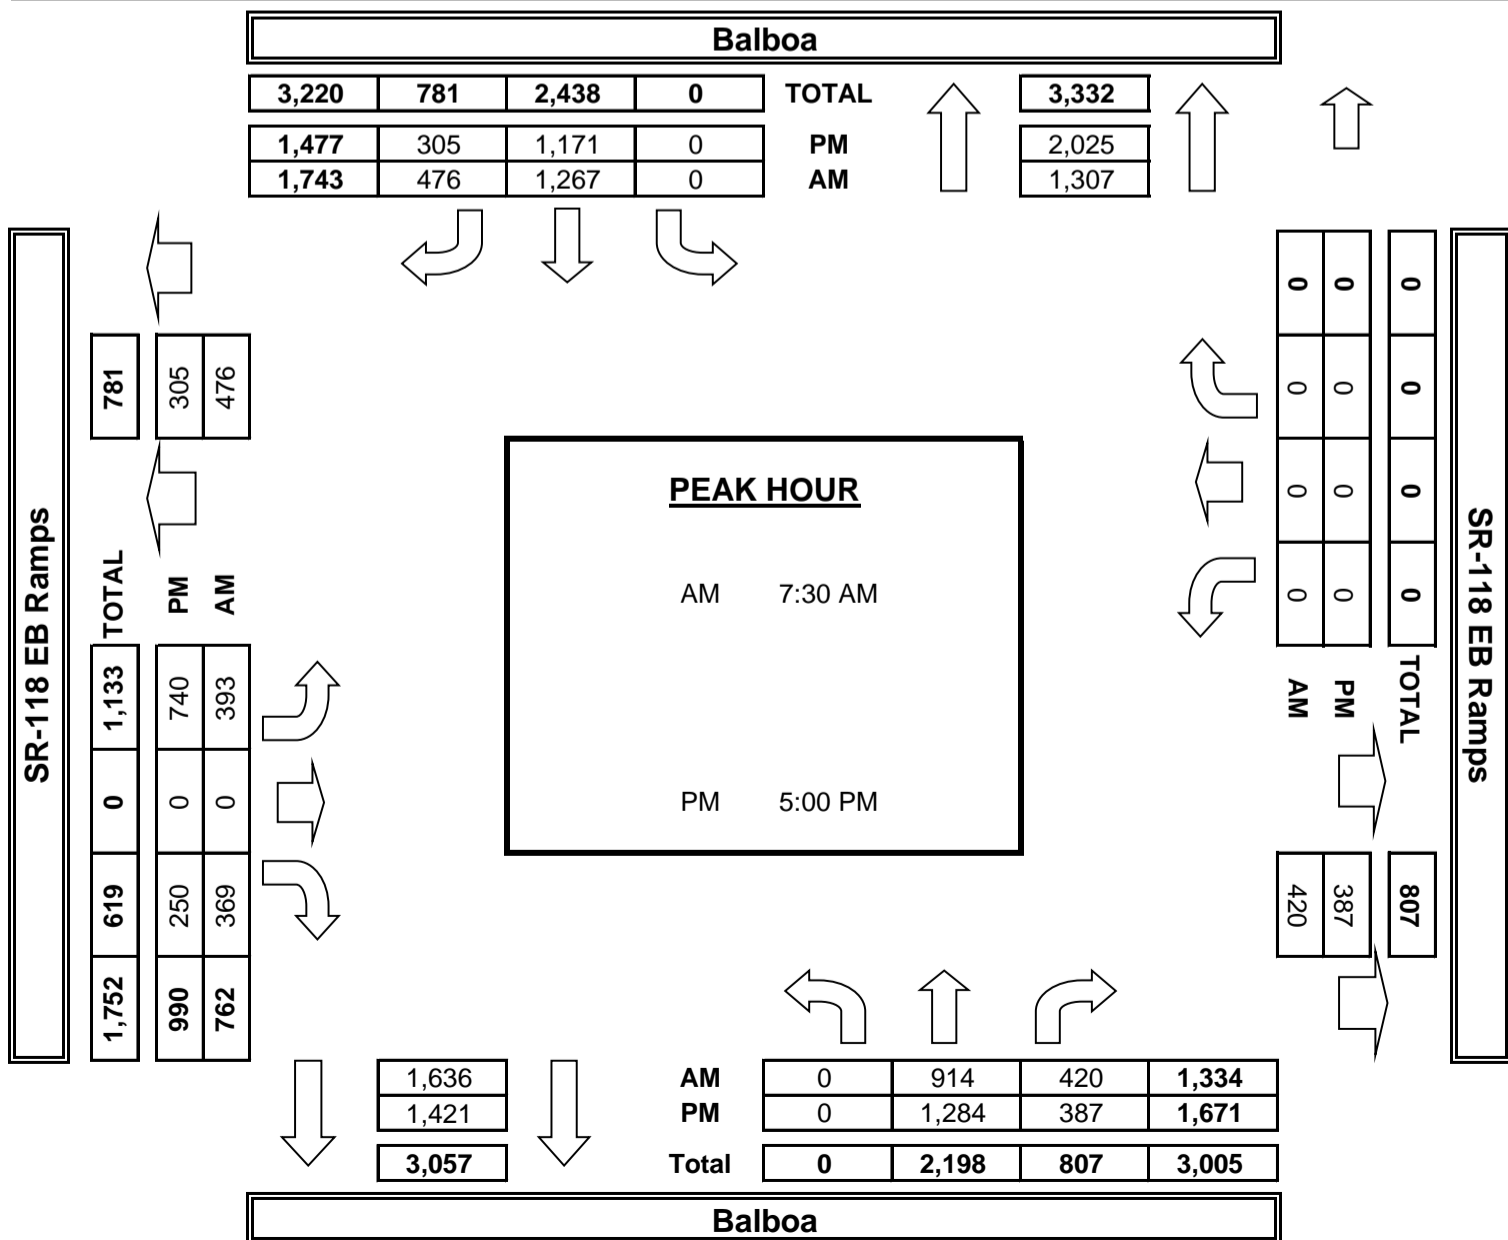 Balboa
3,220 781 2,438 0 TOTAL 3,332
1,477 305 1,171 0 PM 2,025
1,743 476 1,267 0 AM 1,307
SR-118 EB Ramps
781 305 476
TOTAL PM AM
1,133 740 393
0 0 0
619 250 369
1,752 990 762
PEAK HOUR
AM 7:30 AM
PM 5:00 PM
0 0 0
0 0 0
0 0 0
0 0 0
AM PM TOTAL
420 387 807
SR-118 EB Ramps
1,636 AM 0 914 420 1,334
1,421 PM 0 1,284 387 1,671
3,057 Total 0 2,198 807 3,005
Balboa